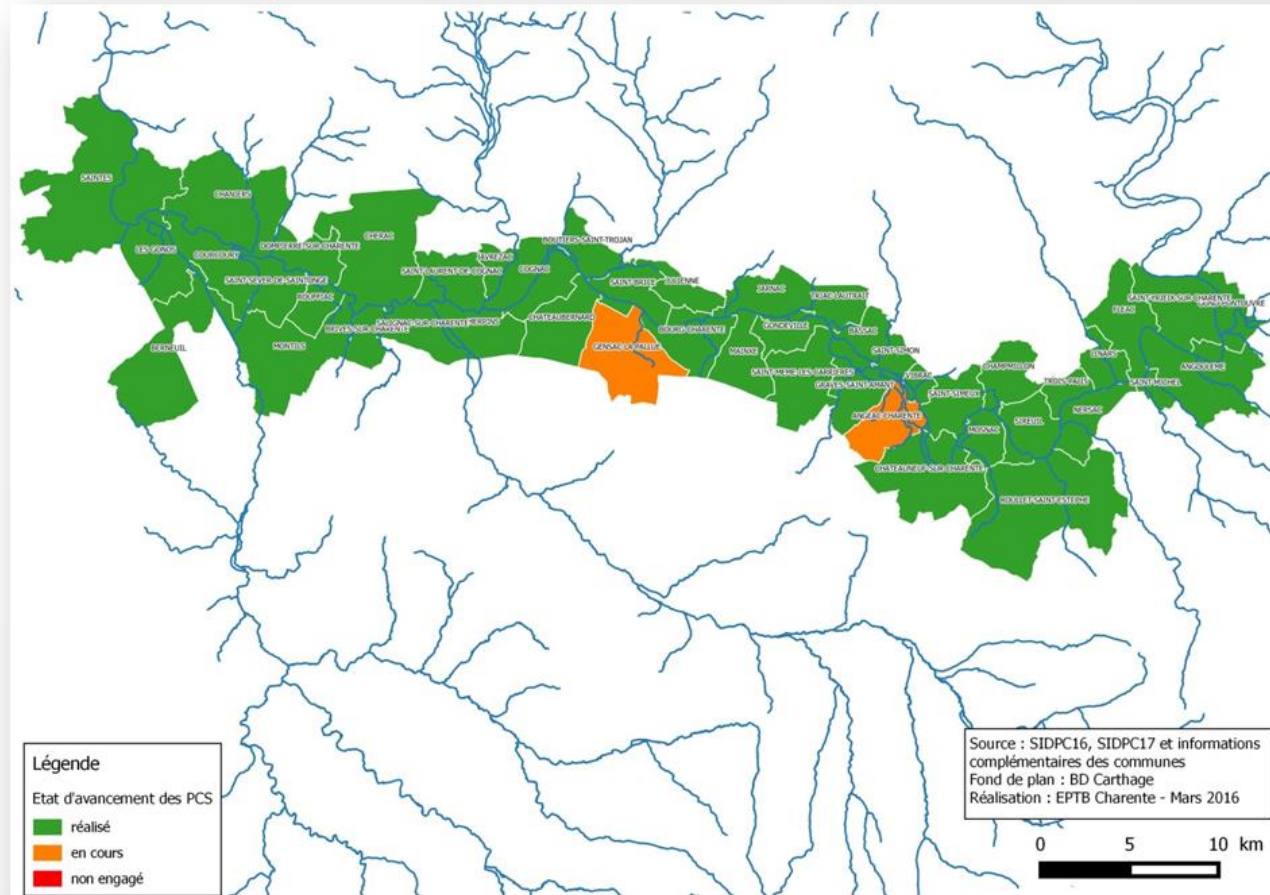 SAINTES
CHANIERS
LES GONDS
COURCOURY
DOMPIERRE-SUR-CHARENTE
CHERAC
SAINT-SEVER-DE-SAINTONGE
ROUFFIAC
SAINT-LAURENT-DE-COGNAC
JAVREZAC
COGNAC
BOUTIERS-SAINT-TROJAN
BERNEUIL
MONTILS
BRIVES-SUR-CHARENTE
SALIGNAC-SUR-CHARENTE
MERPINS
CHATEAUBERNARD
SAINT-BRICE
JULIENNE
GENSAC-LA-PALLUE
BOURG-CHARENTE
JARNAC
TRIAC-LAUTRAIT
MAINXE
GONDEVILLE
BASSAC
SAINT-SIMON
SAINT-MEME-LES-CARRIERES
GRAVES-SAINT-AMANT
VIBRAC
ANGEAC-CHARENTE
SAINT-SIMEUX
CHAMPMILLON
MOSNAC
SIREUIL
TROIS-PALIS
CHATEAUNEUF-SUR-CHARENTE
ROULLET-SAINT-ESTEPHE
NERSAC
LINARS
FLEAC
SAINT-YRIEIX-SUR-CHARENTE
SAINT-MICHEL
ANGOULEME
Légende
Etat d'avancement des PCS
réalisé
en cours
non engagé
Source : SIDPC16, SIDPC17 et informations
complémentaires des communes
Fond de plan : BD Carthage
Réalisation : EPTB Charente - Mars 2016
0 5 10 km